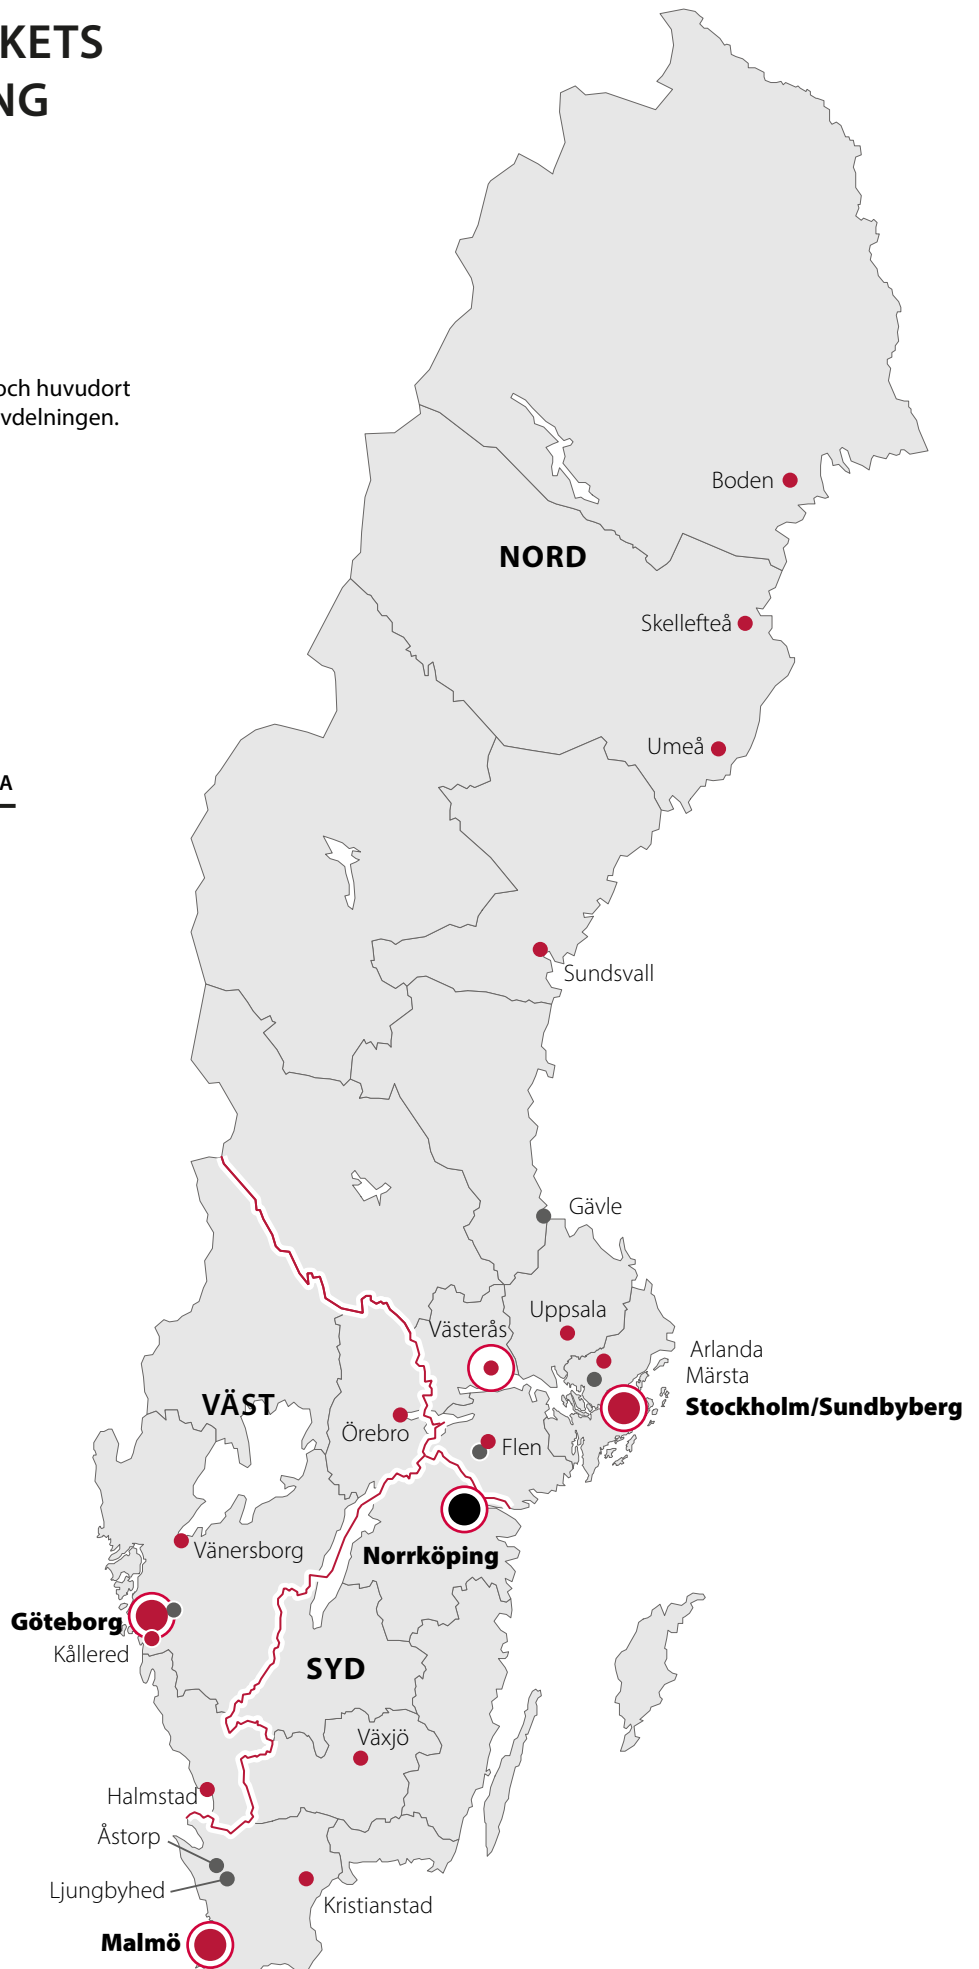 KETS
NG
och huvudort
vdelningen.
Boden
NORD
Skellefteå
Umeå
A
Sundsvall
Gävle
Uppsala
Västerås
Arlanda
Märsta
VÄST
Stockholm/Sundbyberg
Örebro
Flen
Vänersborg
Norrköping
Göteborg
Kållered
SYD
Växjö
Halmstad
Åstorp
Ljungbyhed
Kristianstad
Malmö